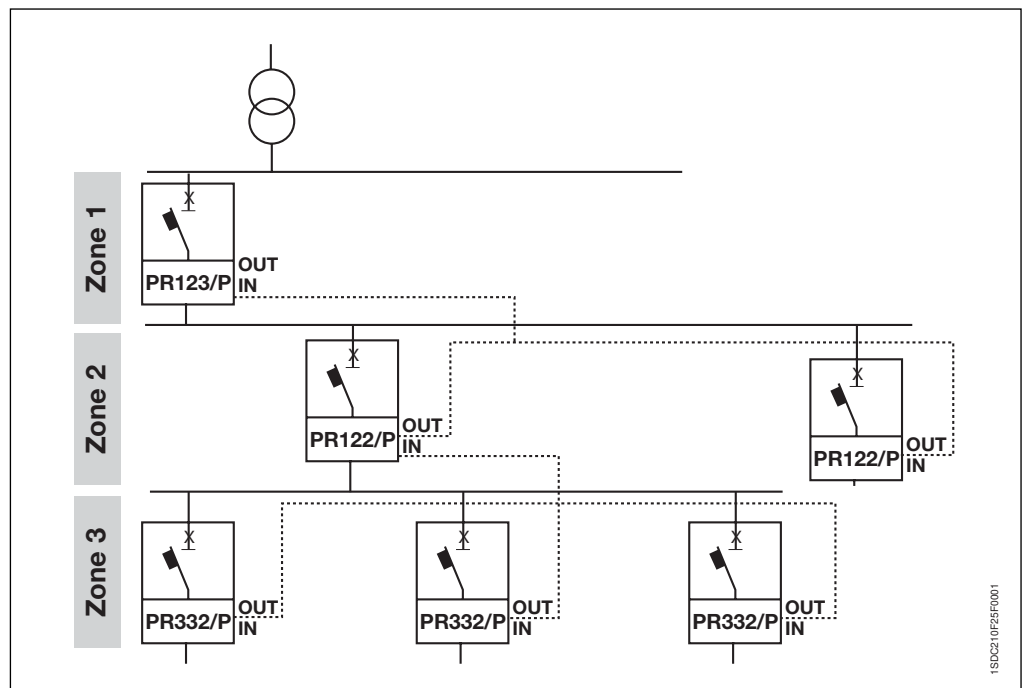 Zone 1
OUT
PR123/P IN
Zone 2
OUT
PR122/P IN
OUT
PR122/P IN
Zone 3
OUT
PR332/P IN
OUT
PR332/P IN
OUT
PR332/P IN
1SDC210F25F0001